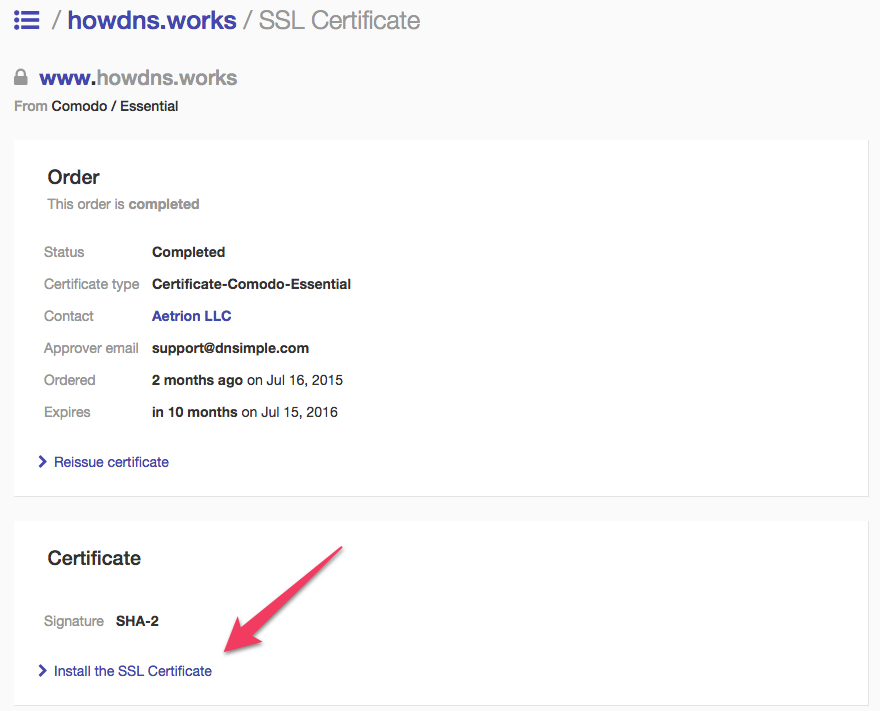 / howdns.works / SSL Certificate
www.howdns.works
From Comodo / Essential
Order
This order is completed
Status Completed
Certificate type Certificate-Comodo-Essential
Contact Aetrion LLC
Approver email support@dnsimple.com
Ordered 2 months ago on Jul 16, 2015
Expires in 10 months on Jul 15, 2016
Reissue certificate
Certificate
Signature SHA-2
Install the SSL Certificate